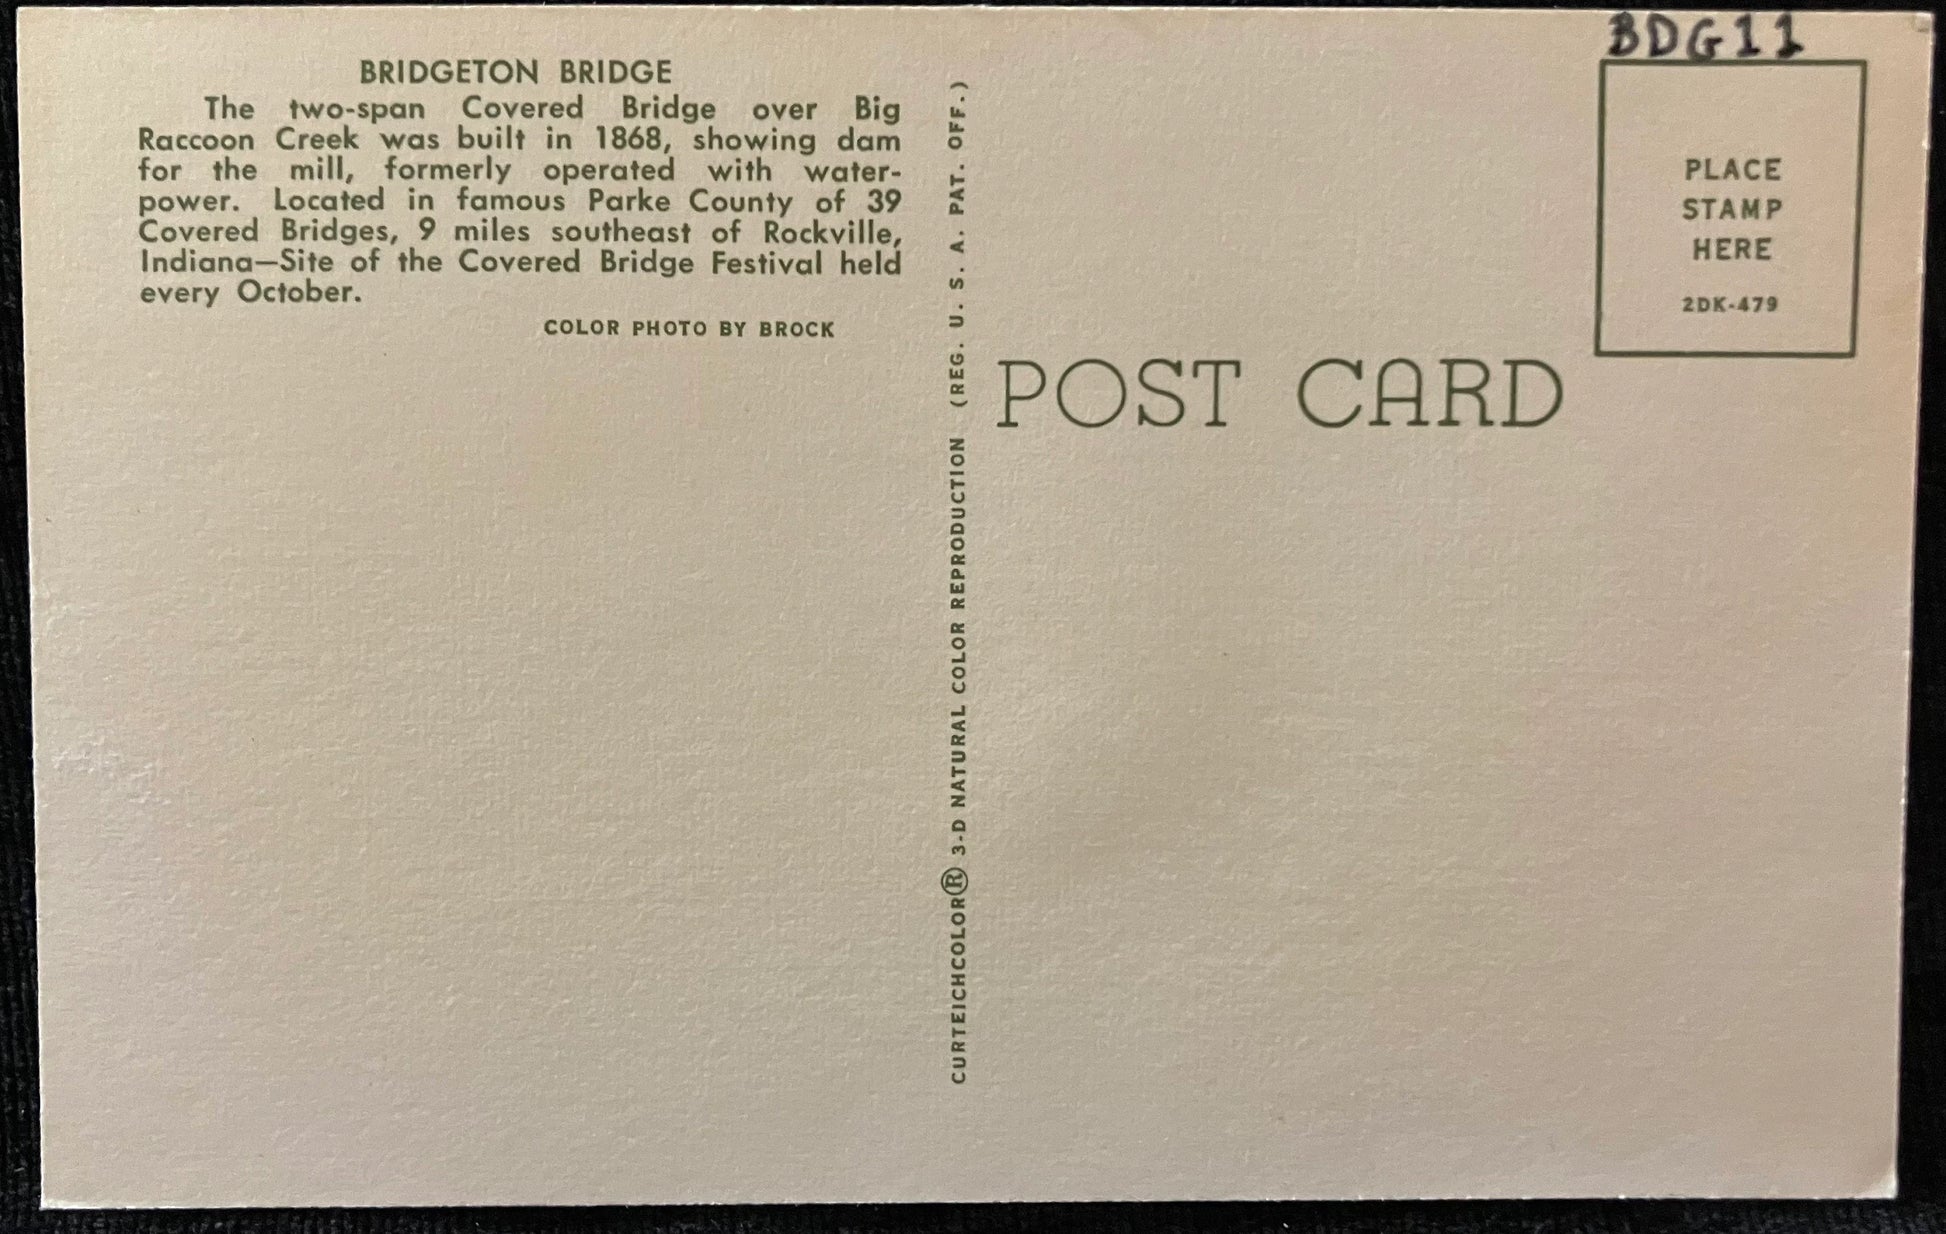 BDG11
BRIDGETON BRIDGE
The two-span Covered Bridge over Big
Raccoon Creek was built in 1868, showing dam
for the mill, formerly operated with water-
power. Located in famous Parke County of 39
Covered Bridges, 9 miles southeast of Rockville,
Indiana—Site of the Covered Bridge Festival held
every October.
COLOR PHOTO BY BROCK
CURTEICHCOLOR® 3-D NATURAL COLOR REPRODUCTION (REG. U. S. A. PAT. OFF.)
POST CARD
PLACE
STAMP
HERE
2DK-479